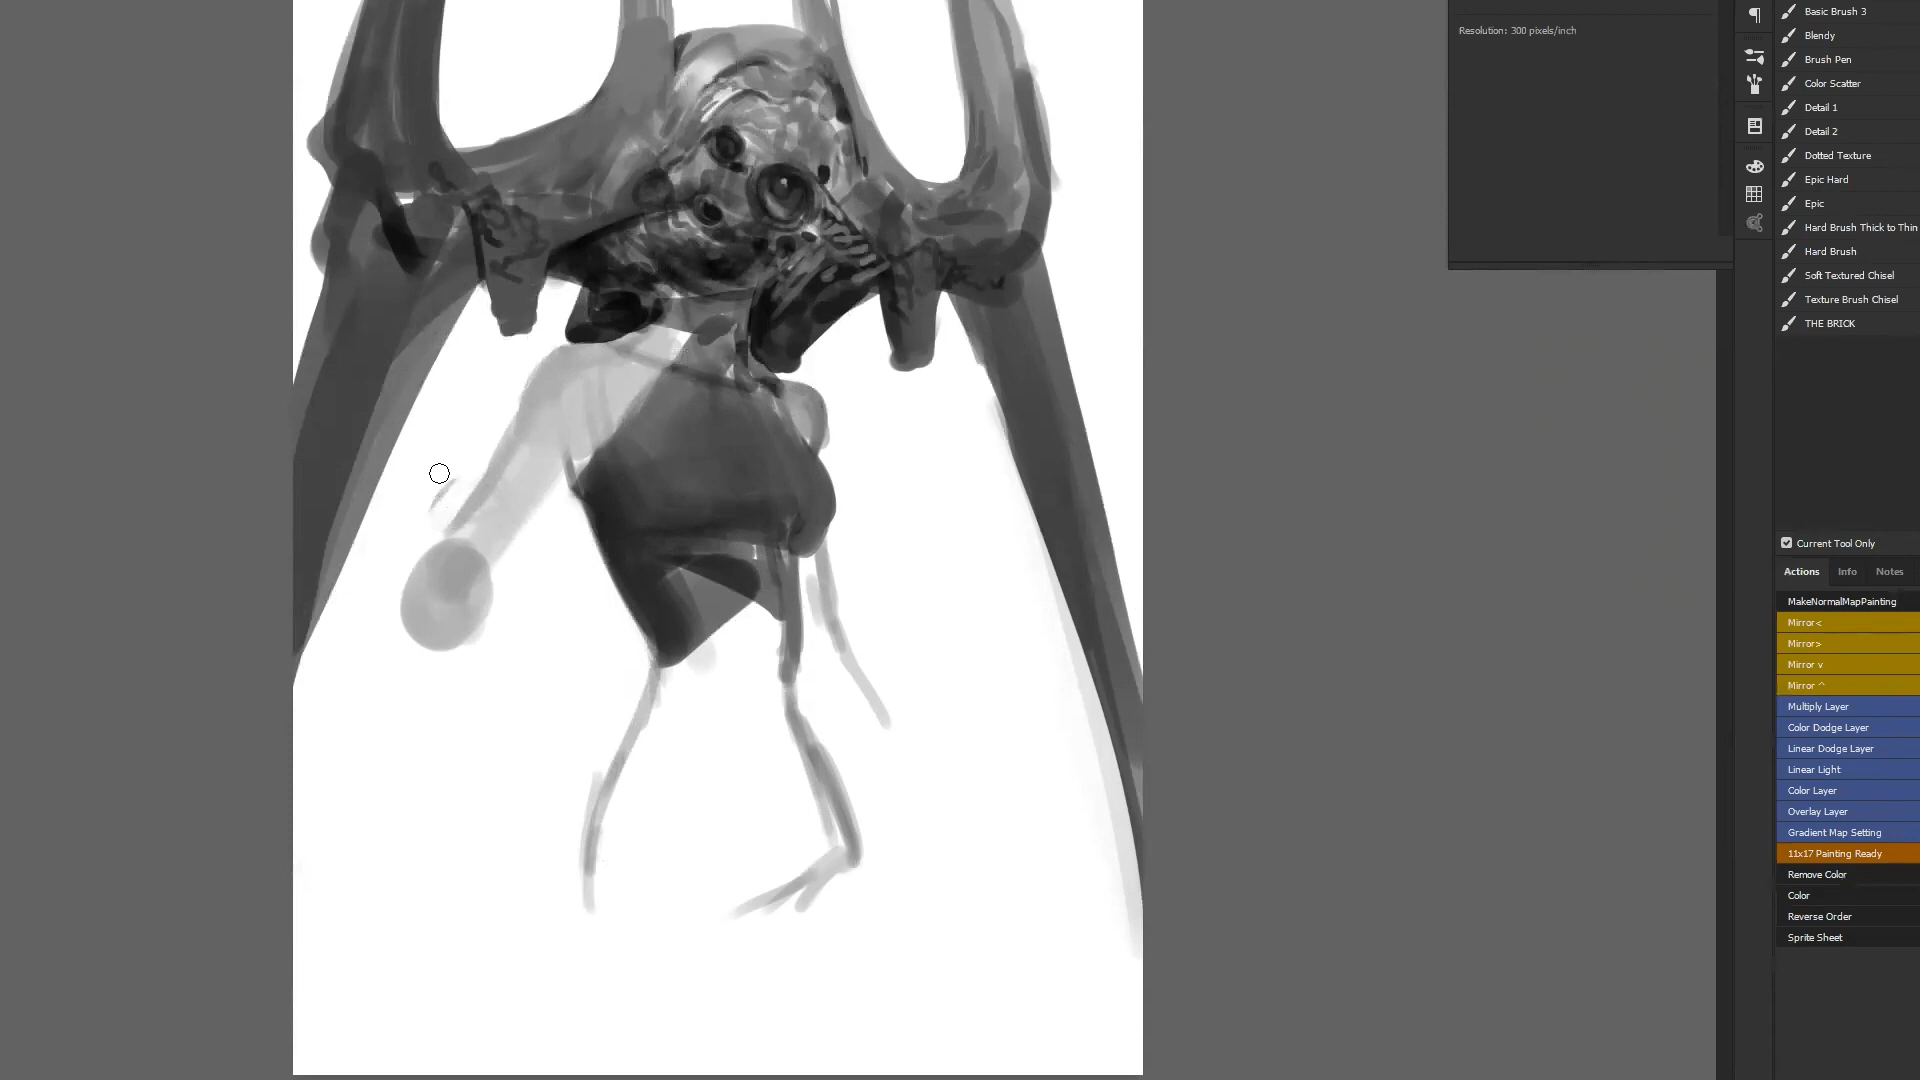 Resolution: 300 pixels/inch
Basic Brush 3
Blendy
Brush Pen
Color Scatter
Detail 1
Detail 2
Dotted Texture
Epic Hard
Epic
Hard Brush Thick to Thin
Hard Brush
Soft Textured Chisel
Texture Brush Chisel
THE BRICK
Current Tool Only
Actions Info Notes
MakeNormalMapPainting
Mirror<
Mirror>
Mirror v
Mirror ^
Multiply Layer
Color Dodge Layer
Linear Dodge Layer
Linear Light
Color Layer
Overlay Layer
Gradient Map Setting
11x17 Painting Ready
Remove Color
Color
Reverse Order
Sprite Sheet